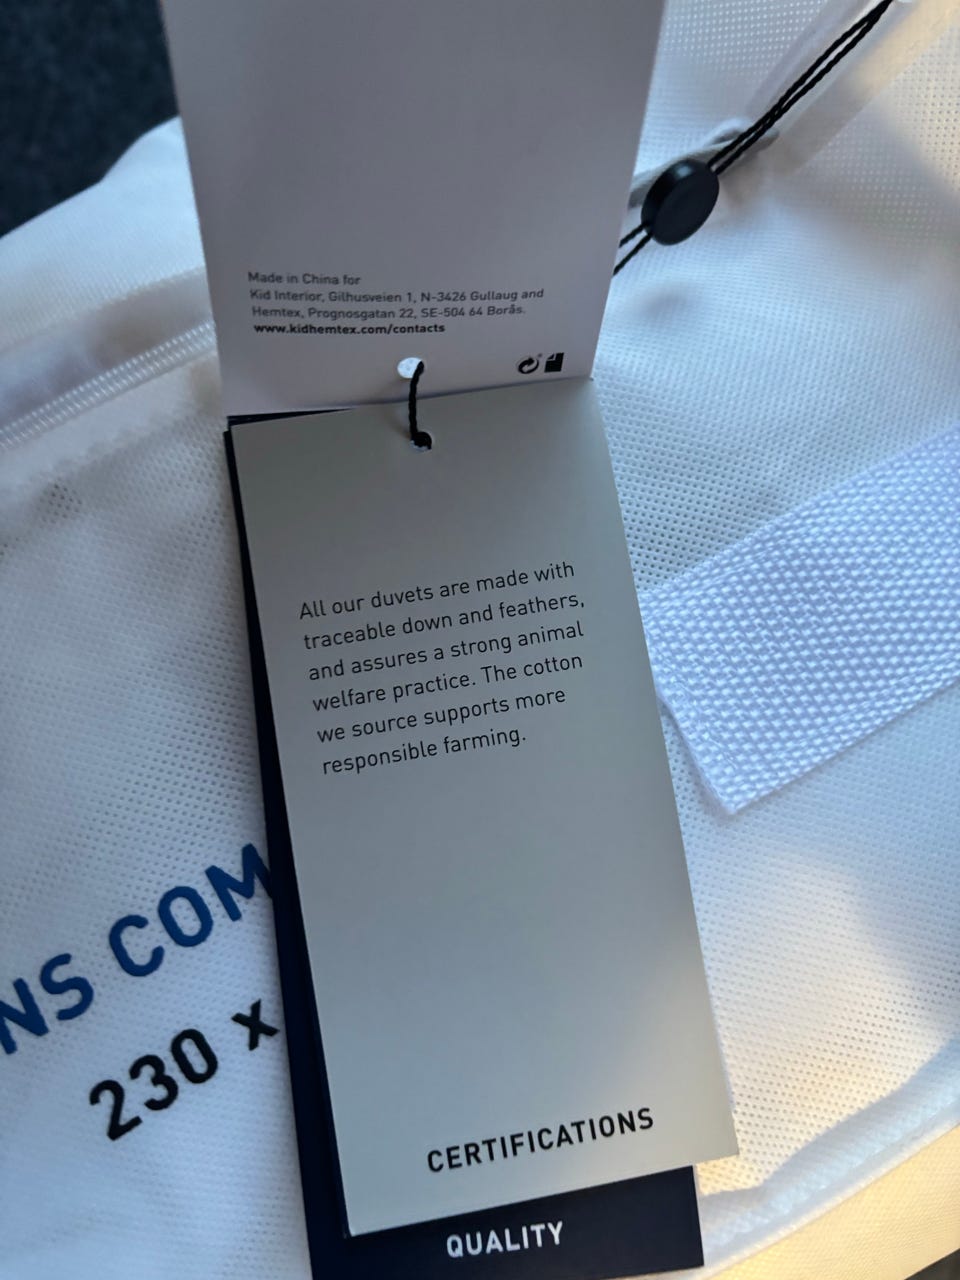 Made in China for
Kid Interior, Gilhusveien 1, N-3426 Gullaug and
Hemtex, Prognosgatan 22, SE-504 64 Borås.
www.kidhemtex.com/contacts
All our duvets are made with
traceable down and feathers,
and assures a strong animal
welfare practice. The cotton
we source supports more
responsible farming.
NS COM
230 x
CERTIFICATIONS
QUALITY